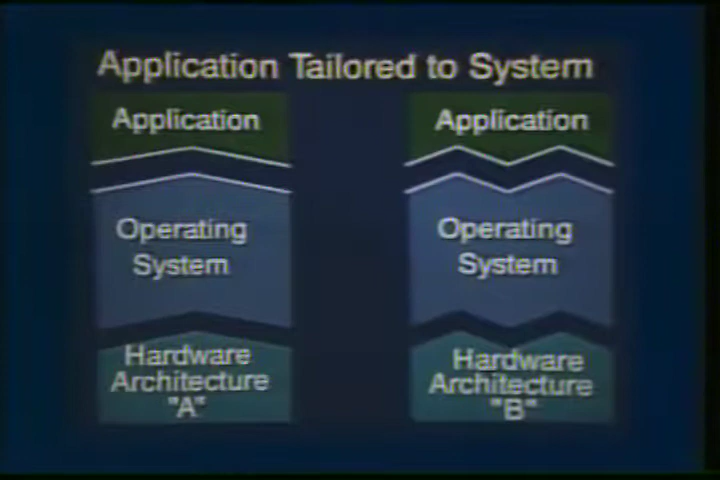 Application Tailored to System
Application
Application
Operating
System
Operating
System
Hardware
Architecture
"A"
Hardware
Architecture
"B"